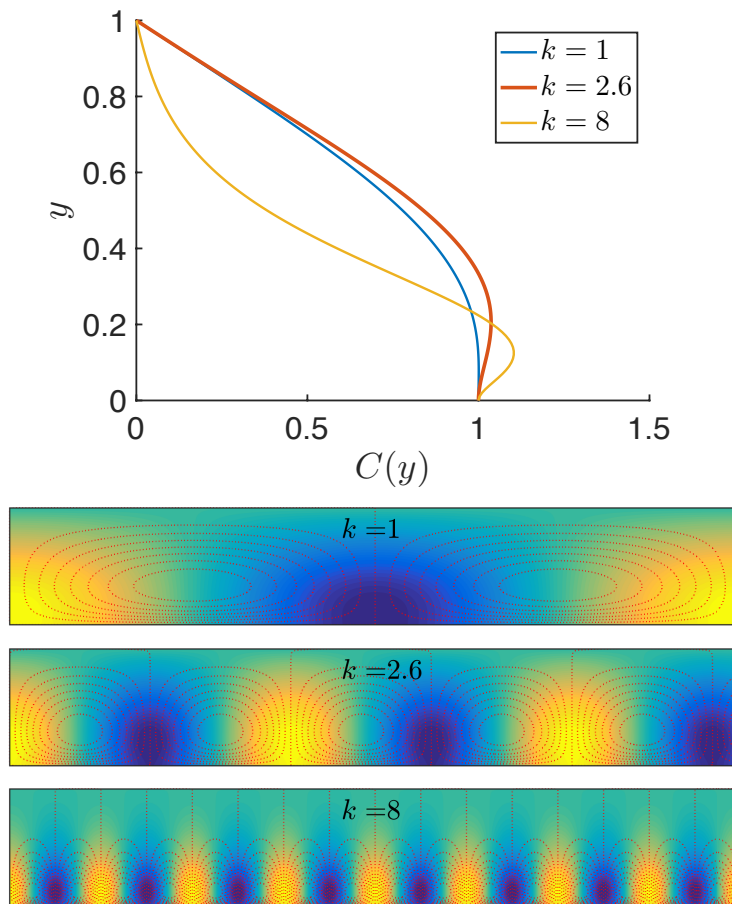 1
0.8
0.6
0.4
0.2
0
y
0 0.5 1 1.5
C(y)
k = 1
k = 2.6
k = 8
k =1
k =2.6
k =8